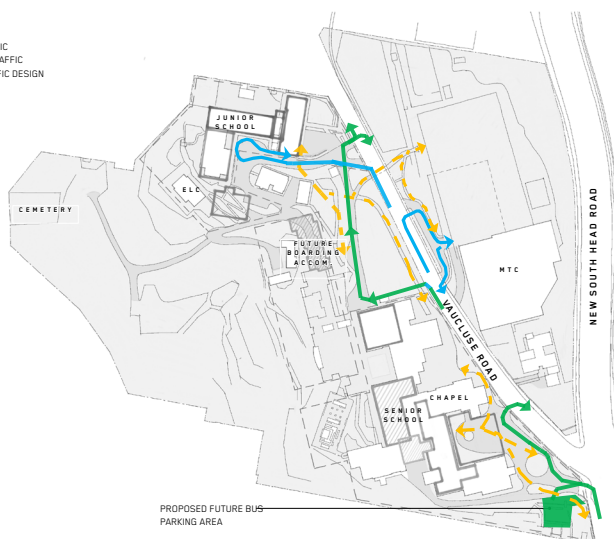 IC
AFFIC
FIC DESIGN
JUNIOR
SCHOOL
ELC
CEMETERY
FUTURE
BOARDING
ACCOM.
MTC
NEW SOUTH HEAD ROAD
VAUCLUSE ROAD
CHAPEL
SENIOR
SCHOOL
PROPOSED FUTURE BUS
PARKING AREA